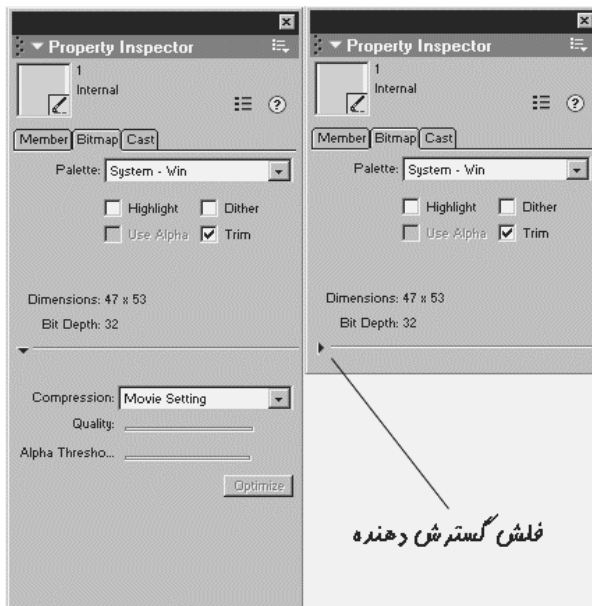 Property Inspector
1
Internal
Member Bitmap Cast
Palette: System - Win
Highlight Dither
Use Alpha Trim
Dimensions: 47 x 53
Bit Depth: 32
Compression: Movie Setting
Quality:
Alpha Thresho...
Optimize
Property Inspector
1
Internal
Member Bitmap Cast
Palette: System - Win
Highlight Dither
Use Alpha Trim
Dimensions: 47 x 53
Bit Depth: 32
فلش گسترش دهنده